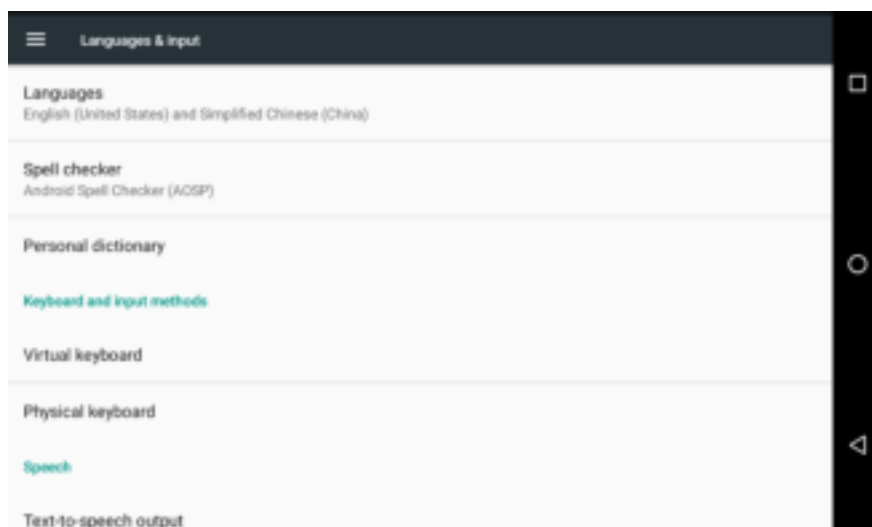 Languages & input
Languages
English (United States) and Simplified Chinese (China)
Spell checker
Android Spell Checker (AOSP)
Personal dictionary
Keyboard and input methods
Virtual keyboard
Physical keyboard
Speech
Text-to-speech output